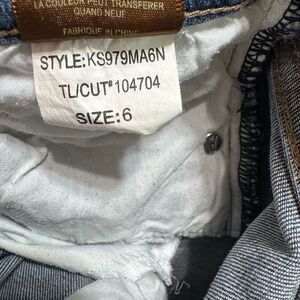 LA COULEUR PEUT TRANSFERER
QUAND NEUF
FABRIQUE EN CHINE
STYLE:KS979MA6N
TL/CUT# 104704
SIZE: 6